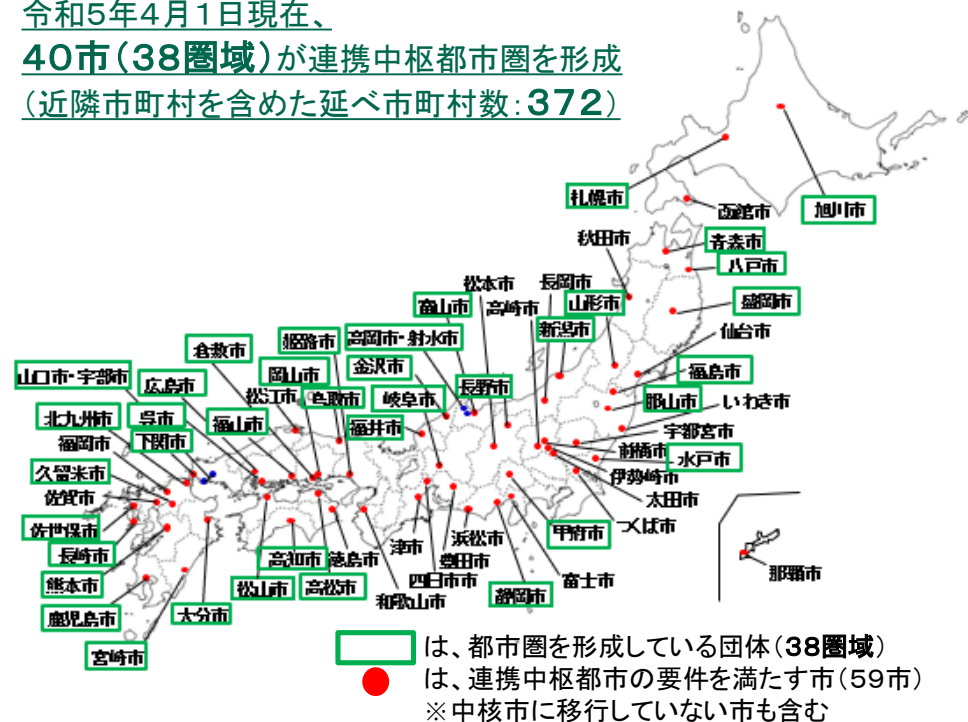 令和5年4月1日現在、
40市(38圏域)が連携中枢都市圏を形成
(近隣市町村を含めた延べ市町村数:372)
札幌市
旭川市
函館市
秋田市
青森市
八戸市
松本市
長岡市
富山市
高崎市
山形市
盛岡市
新潟市
仙台市
倉敷市
姫路市
高岡市・射水市
金沢市
福島市
山口市・宇部市
広島市
岡山市
松江市
鳥取市
岐阜市
長野市
郡山市
いわき市
北九州市
呉市
福山市
福井市
宇都宮市
福岡市
下関市
前橋市
水戸市
久留米市
伊勢崎市
佐賀市
太田市
佐世保市
つくば市
甲府市
長崎市
高知市
徳島市
津市
浜松市
豊田市
熊本市
四日市市
富士市
那覇市
松山市
高松市
和歌山市
静岡市
鹿児島市
大分市
宮崎市
は、都市圏を形成している団体(38圏域)
は、連携中枢都市の要件を満たす市(59市)
※中核市に移行していない市も含む